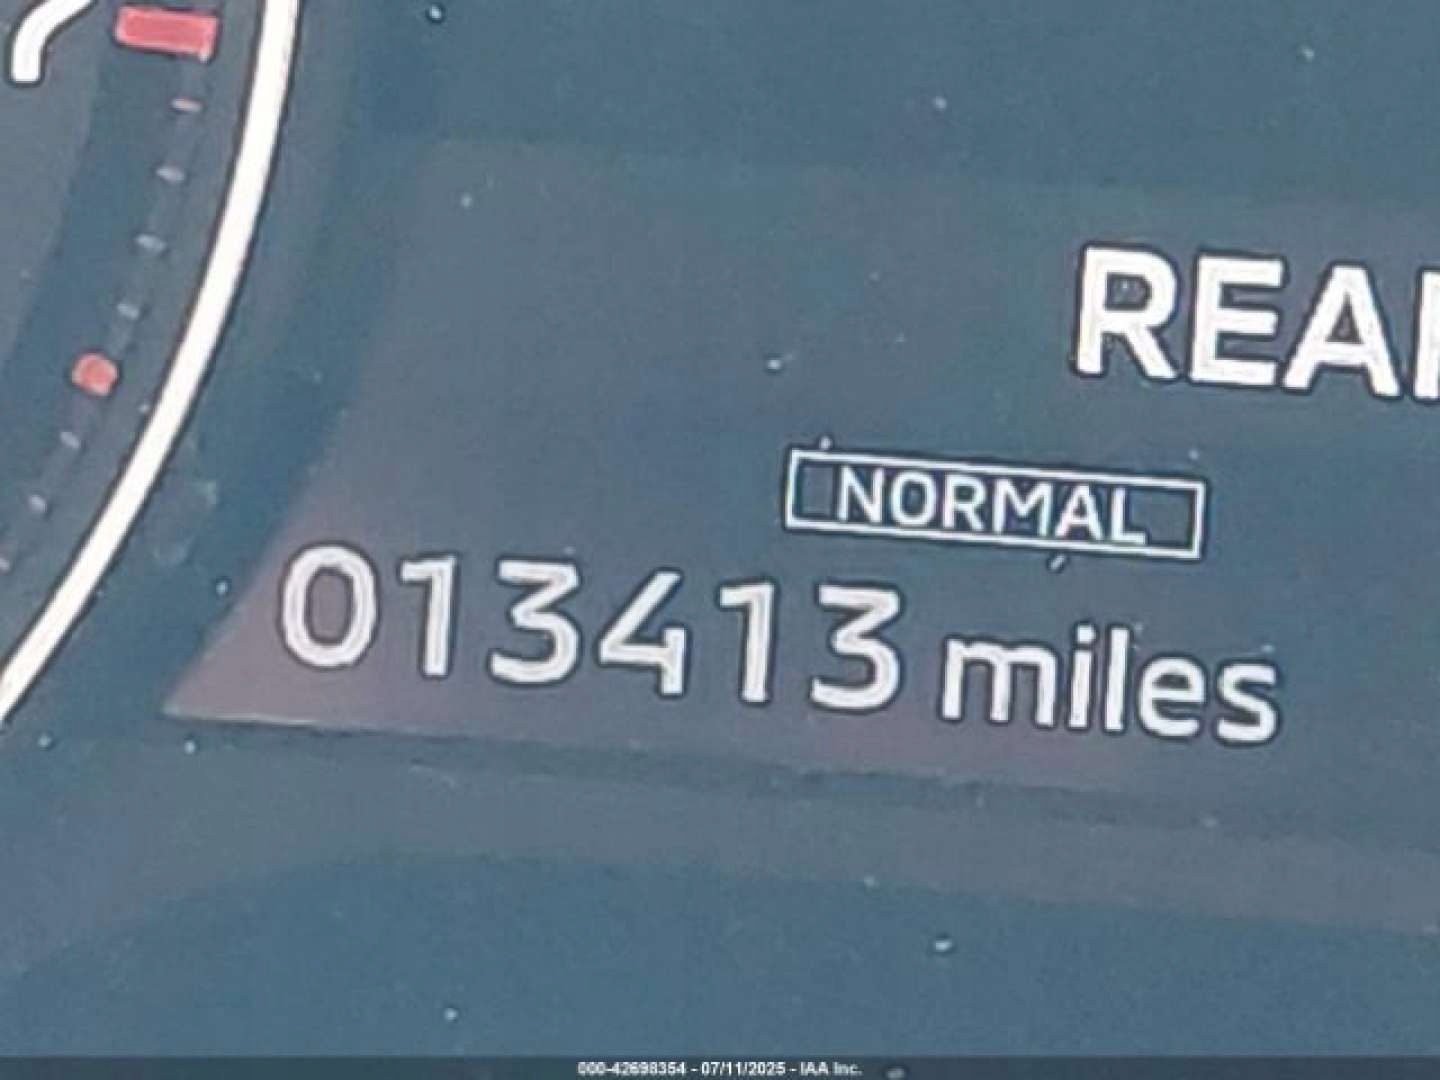 REA
NORMAL
013413 miles
000-42698354 - 07/11/2025 - IAA Inc.